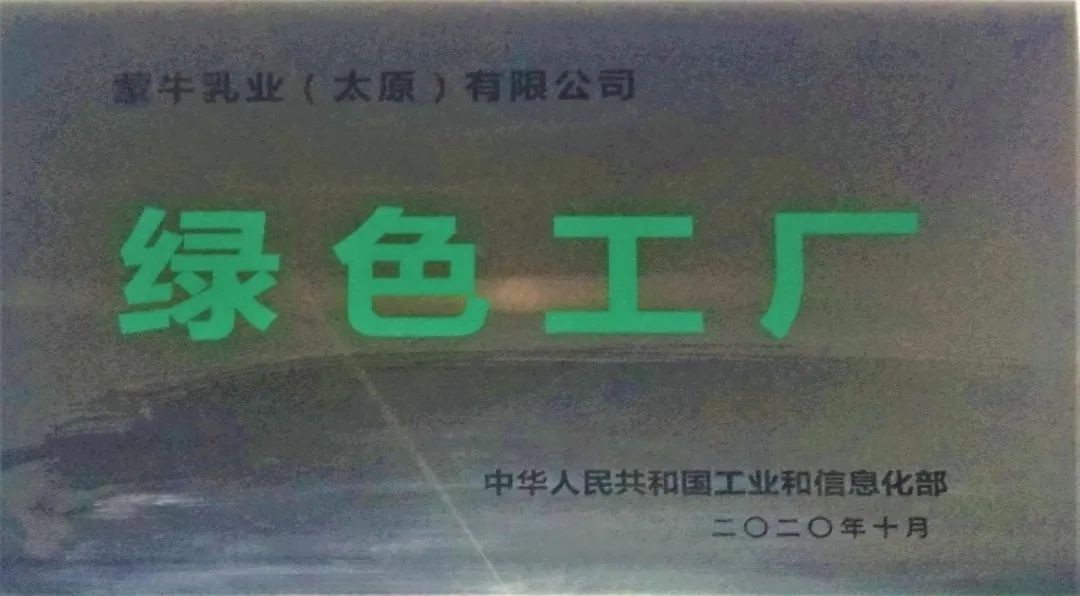 蒙牛乳业（太原）有限公司
绿色工厂
中华人民共和国工业和信息化部
二〇二〇年十月